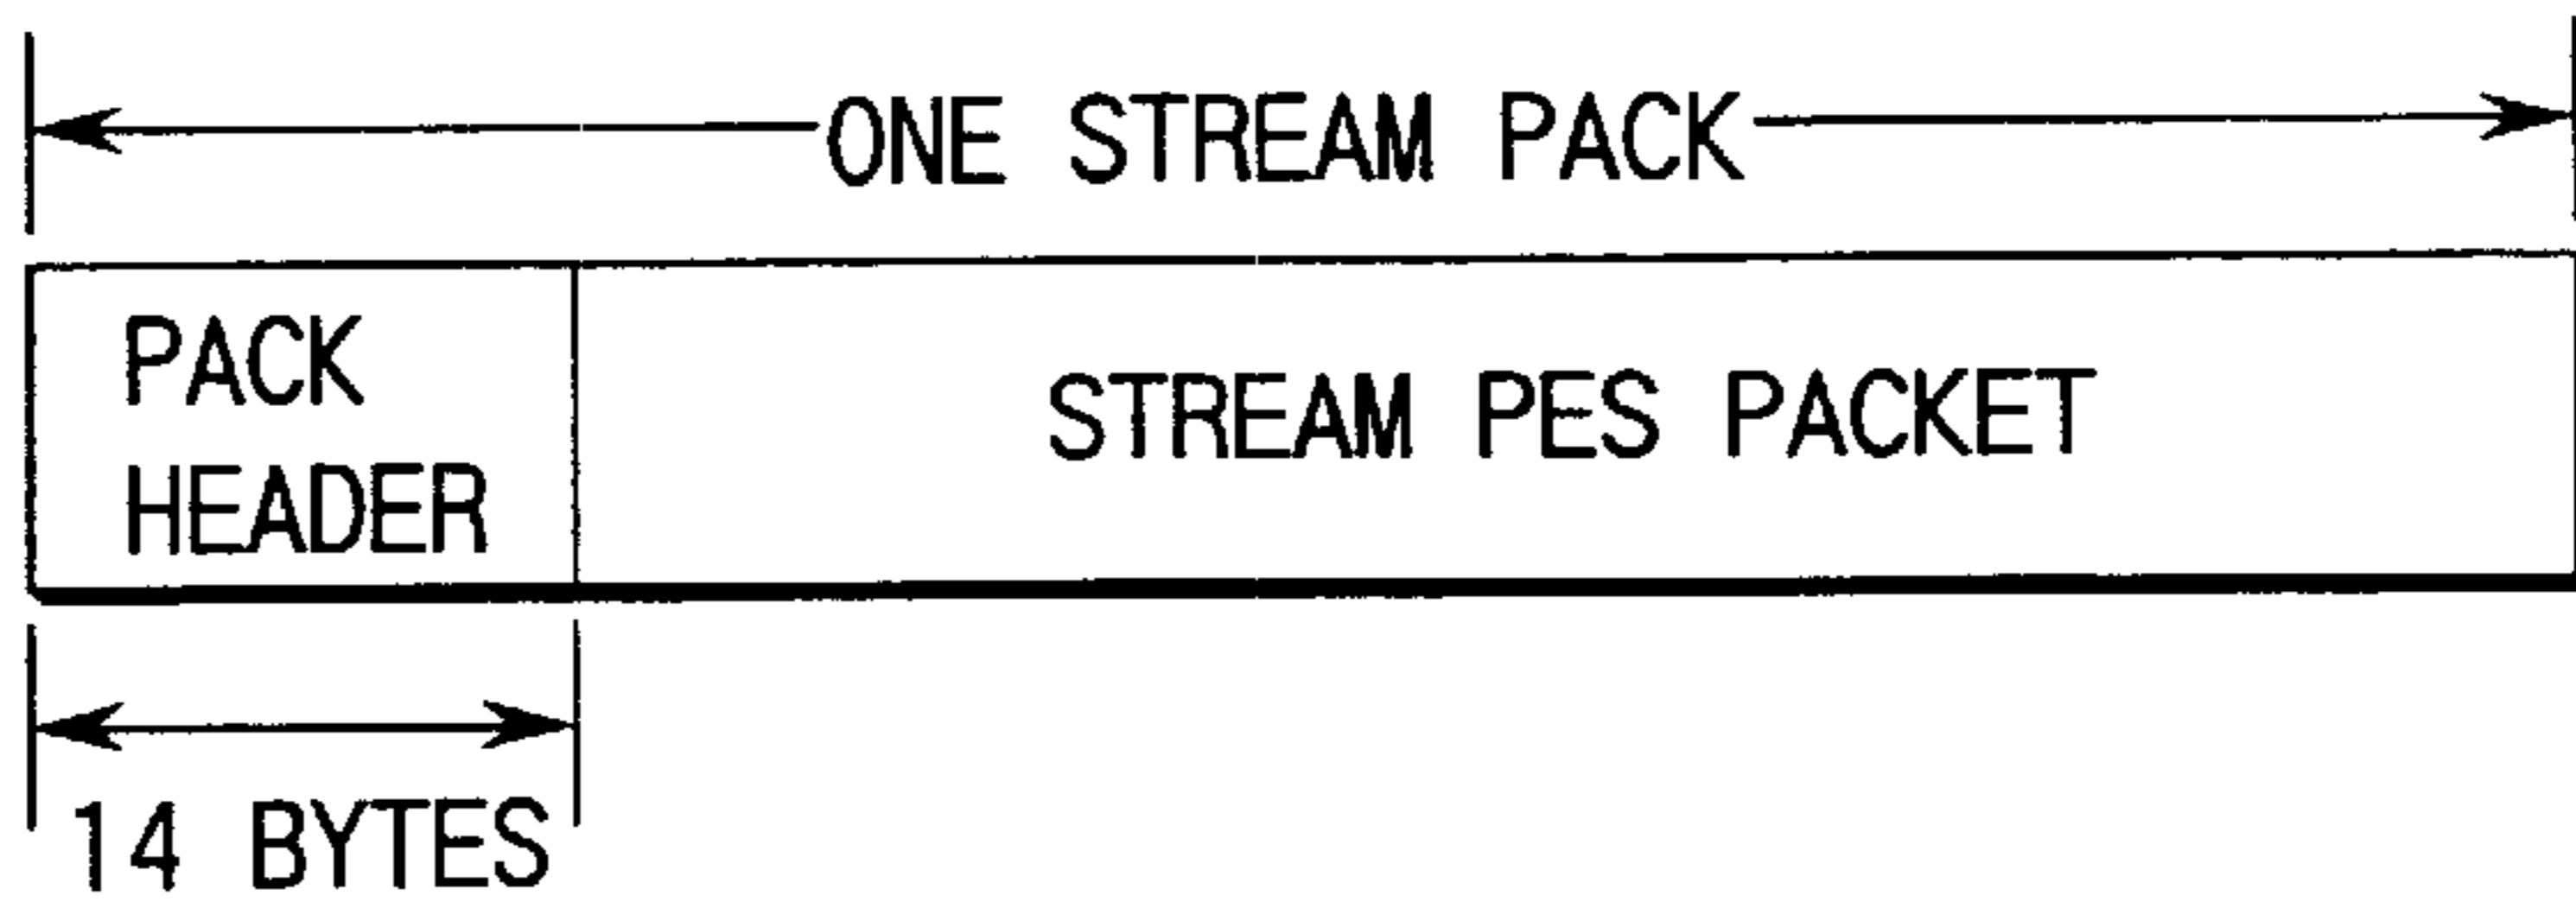 ONE STREAM PACK
PACK
HEADER
STREAM PES PACKET
14 BYTES